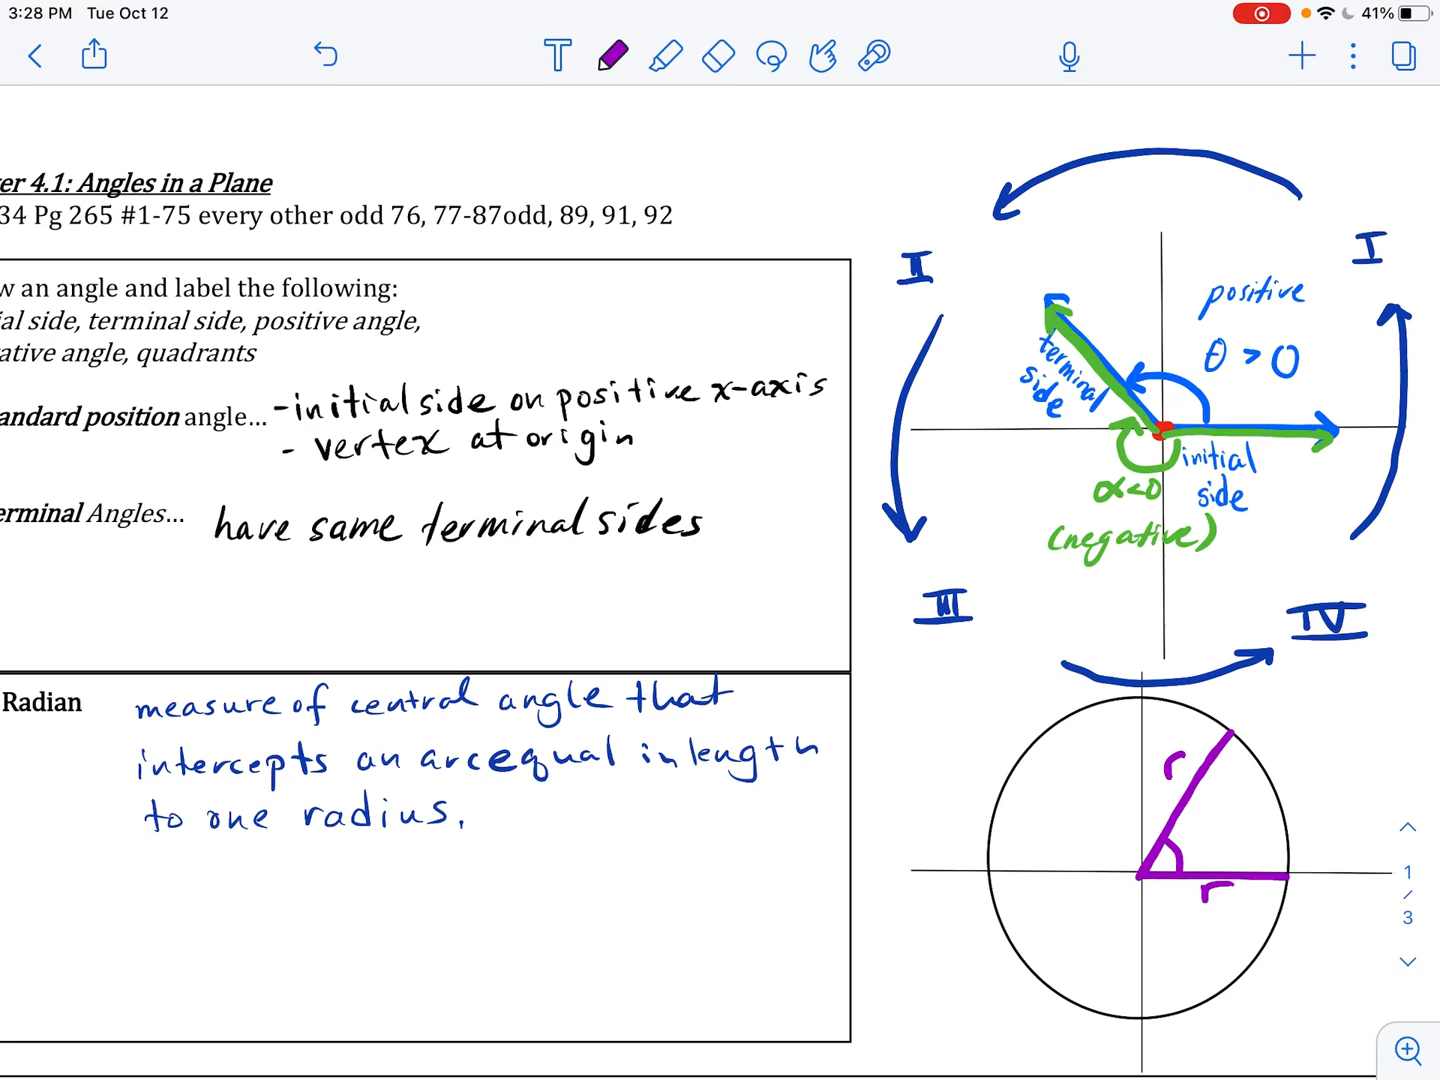 3:28 PM Tue Oct 12
41%
er 4.1: Angles in a Plane
34 Pg 265 #1-75 every other odd 76, 77-87odd, 89, 91, 92
w an angle and label the following:
ial side, terminal side, positive angle,
ative angle, quadrants
andard position angle... -initial side on positive x-axis
- vertex at origin
erminal Angles... have same terminal sides
Radian measure of central angle that
intercepts an arc equal in length
to one radius.
II
I
positive
θ > 0
terminal
side
initial
side
α<0
(negative)
III
IV
r
r
1
/
3